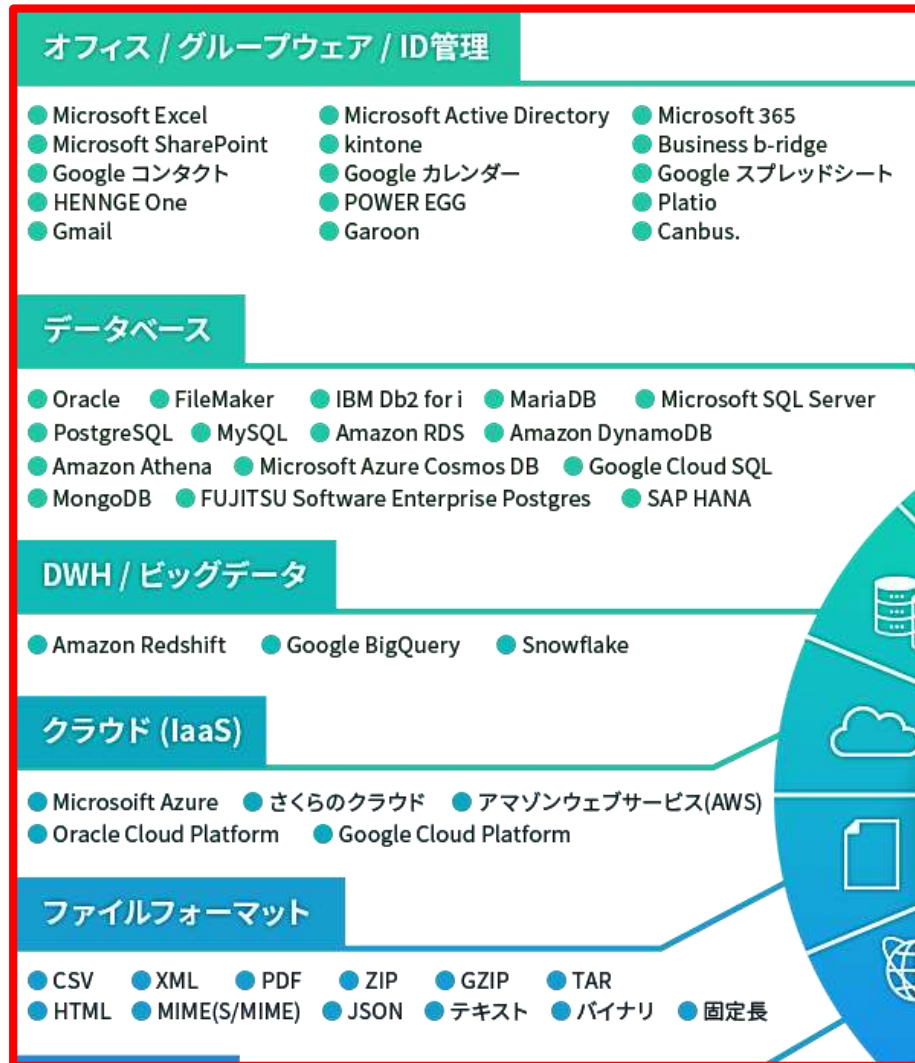 オフィス / グループウェア / ID管理
Microsoft Excel Microsoft Active Directory Microsoft 365
Microsoft SharePoint kintone Business b-ridge
Google コンタクト Google カレンダー Google スプレッドシート
HENNGE One POWER EGG Platio
Gmail Garoon Canbus.
データベース
Oracle FileMaker IBM Db2 for i MariaDB Microsoft SQL Server
PostgreSQL MySQL Amazon RDS Amazon DynamoDB
Amazon Athena Microsoft Azure Cosmos DB Google Cloud SQL
MongoDB FUJITSU Software Enterprise Postgres SAP HANA
DWH / ビッグデータ
Amazon Redshift Google BigQuery Snowflake
クラウド (IaaS)
Microsoift Azure さくらのクラウド アマゾンウェブサービス(AWS)
Oracle Cloud Platform Google Cloud Platform
ファイルフォーマット
CSV XML PDF ZIP GZIP TAR
HTML MIME(S/MIME) JSON テキスト バイナリ 固定長